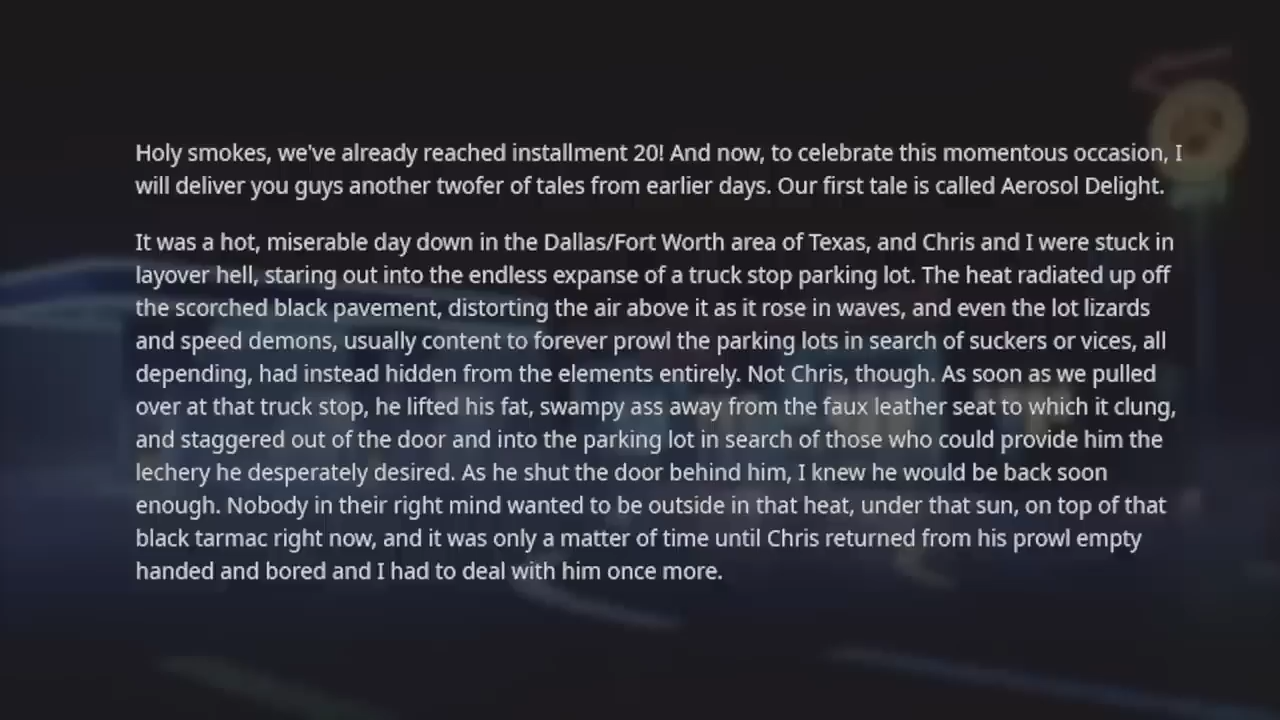 Holy smokes, we've already reached installment 20! And now, to celebrate this momentous occasion, I
will deliver you guys another twofer of tales from earlier days. Our first tale is called Aerosol Delight.
It was a hot, miserable day down in the Dallas/Fort Worth area of Texas, and Chris and I were stuck in
layover hell, staring out into the endless expanse of a truck stop parking lot. The heat radiated up off
the scorched black pavement, distorting the air above it as it rose in waves, and even the lot lizards
and speed demons, usually content to forever prowl the parking lots in search of suckers or vices, all
depending, had instead hidden from the elements entirely. Not Chris, though. As soon as we pulled
over at that truck stop, he lifted his fat, swampy ass away from the faux leather seat to which it clung,
and staggered out of the door and into the parking lot in search of those who could provide him the
lechery he desperately desired. As he shut the door behind him, I knew he would be back soon
enough. Nobody in their right mind wanted to be outside in that heat, under that sun, on top of that
black tarmac right now, and it was only a matter of time until Chris returned from his prowl empty
handed and bored and I had to deal with him once more.